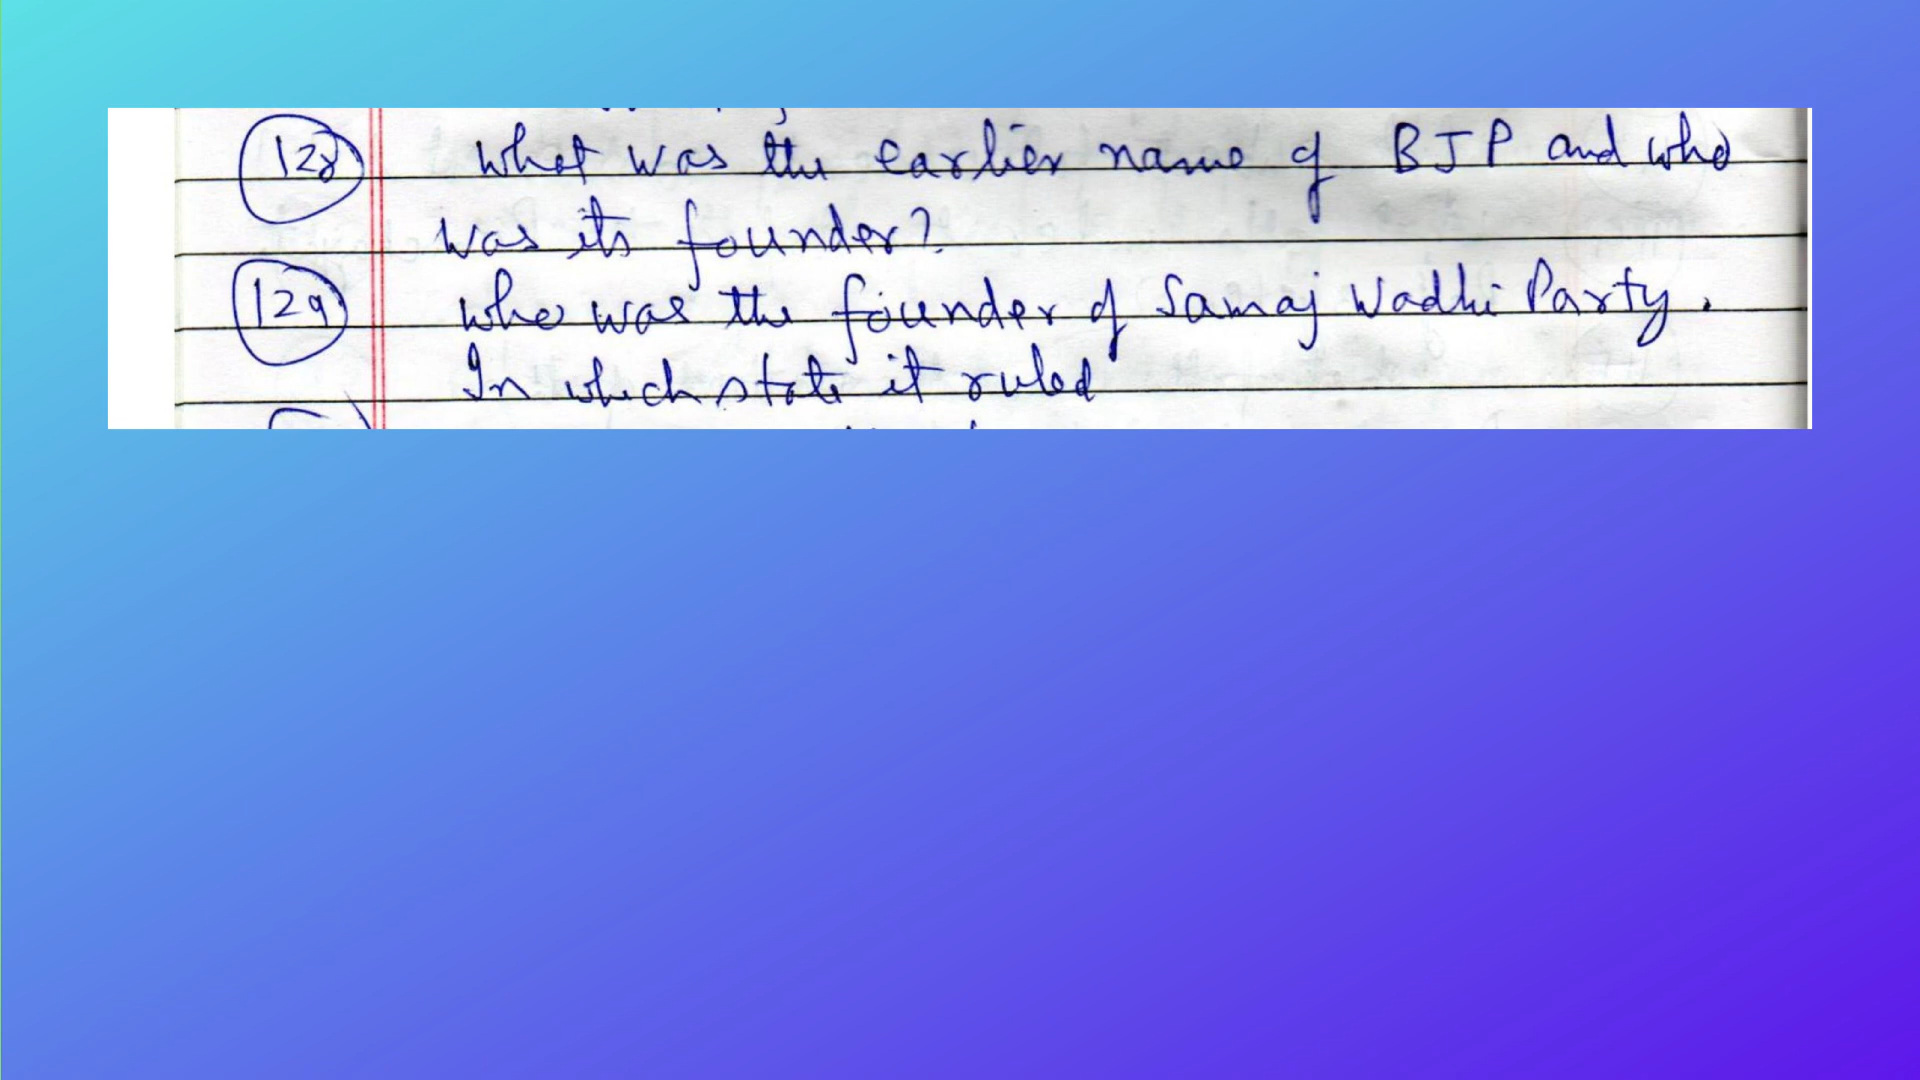 128 What was the earlier name of BJP and who
was its founder?
129 Who was the founder of Samaj Wadhi Party.
In which state it ruled